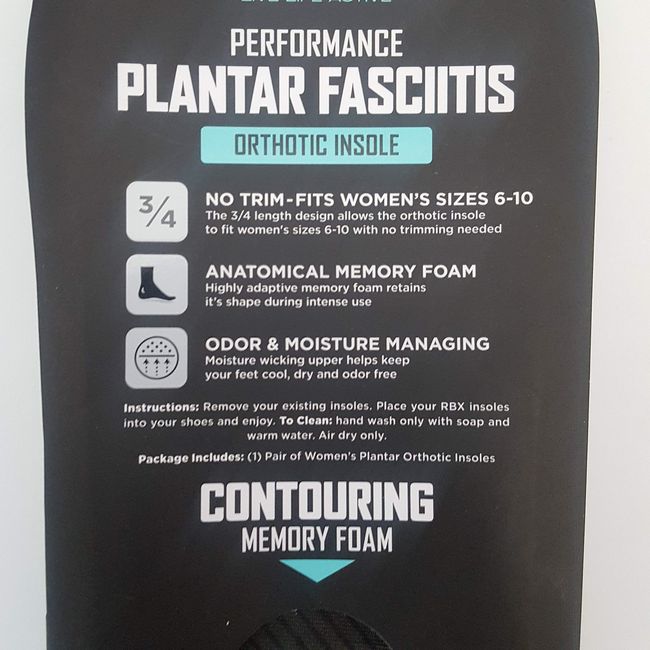 LIVE LIFE ACTIVE
PERFORMANCE
PLANTAR FASCIITIS
ORTHOTIC INSOLE
3/4
NO TRIM-FITS WOMEN'S SIZES 6-10
The 3/4 length design allows the orthotic insole
to fit women's sizes 6-10 with no trimming needed
ANATOMICAL MEMORY FOAM
Highly adaptive memory foam retains
it's shape during intense use
ODOR & MOISTURE MANAGING
Moisture wicking upper helps keep
your feet cool, dry and odor free
Instructions: Remove your existing insoles. Place your RBX insoles
into your shoes and enjoy. To Clean: hand wash only with soap and
warm water. Air dry only.
Package Includes: (1) Pair of Women's Plantar Orthotic Insoles
CONTOURING
MEMORY FOAM